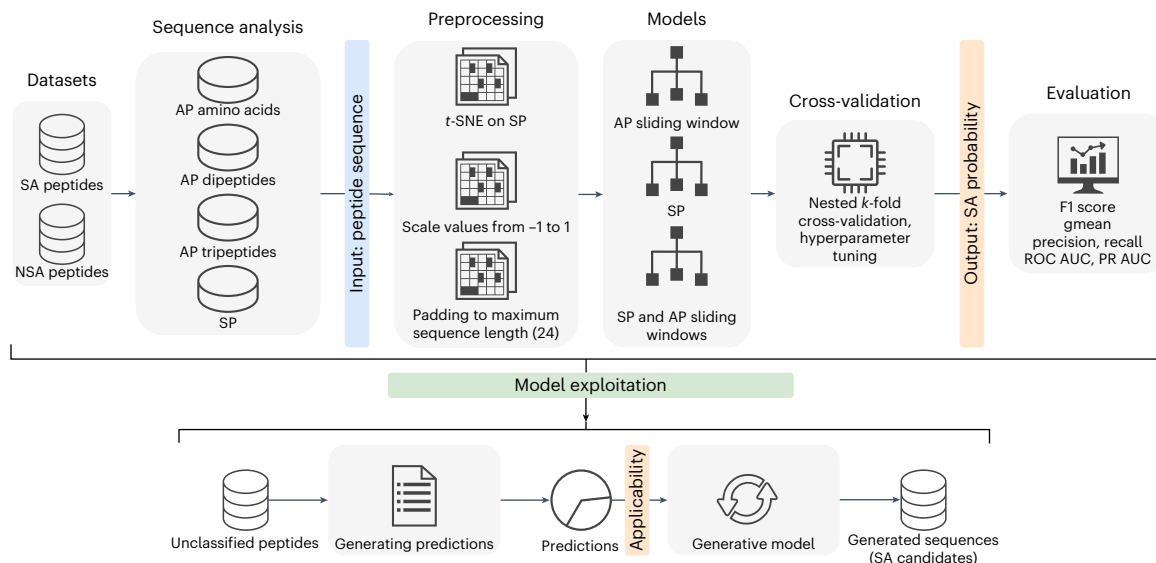 Datasets
SA peptides
NSA peptides
Sequence analysis
AP amino acids
AP dipeptides
AP tripeptides
SP
Input: peptide sequence
Preprocessing
t-SNE on SP
Scale values from –1 to 1
Padding to maximum
sequence length (24)
Models
AP sliding window
SP
SP and AP sliding
windows
Cross-validation
Nested k-fold
cross-validation,
hyperparameter
tuning
Output: SA probability
Evaluation
F1 score
gmean
precision, recall
ROC AUC, PR AUC
Model exploitation
Unclassified peptides
Generating predictions
Predictions
Applicability
Generative model
Generated sequences
(SA candidates)